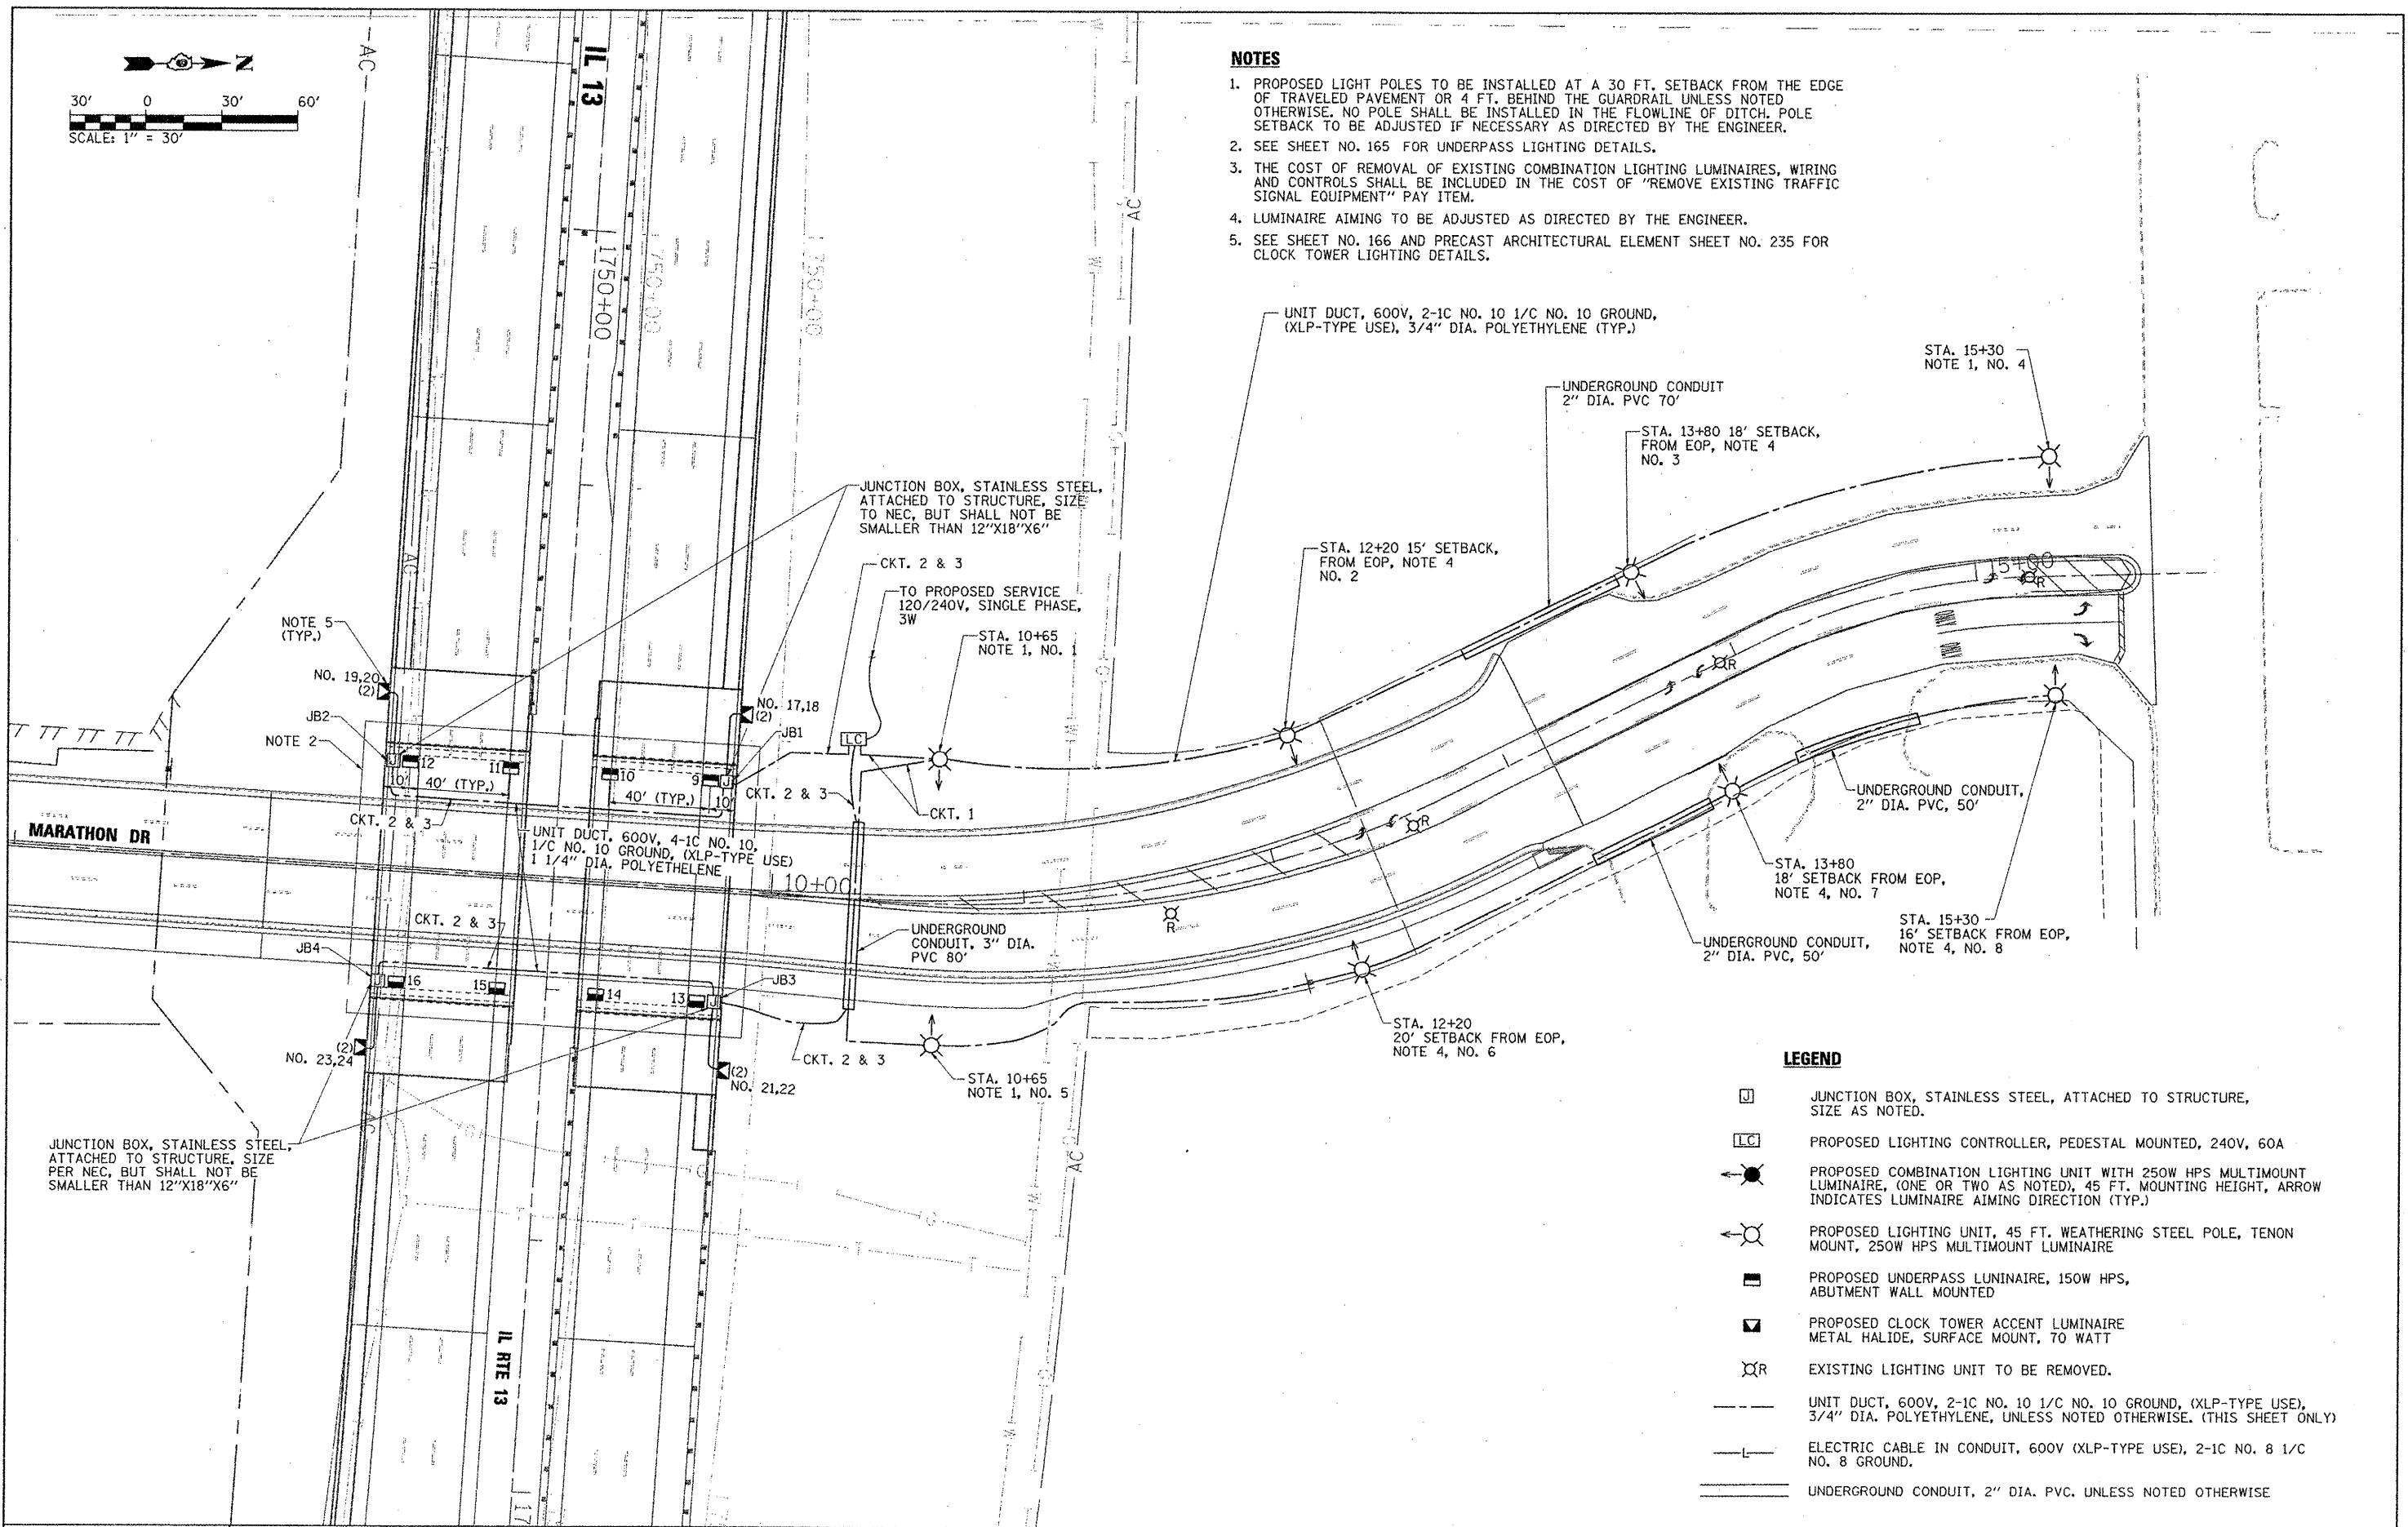 N
30' 0 30' 60'
SCALE: 1" = 30'
AC
IL 13
1750+00
1750+00
1750+00
W
W
AC
NOTES
1. PROPOSED LIGHT POLES TO BE INSTALLED AT A 30 FT. SETBACK FROM THE EDGE
OF TRAVELED PAVEMENT OR 4 FT. BEHIND THE GUARDRAIL UNLESS NOTED
OTHERWISE. NO POLE SHALL BE INSTALLED IN THE FLOWLINE OF DITCH. POLE
SETBACK TO BE ADJUSTED IF NECESSARY AS DIRECTED BY THE ENGINEER.
2. SEE SHEET NO. 165 FOR UNDERPASS LIGHTING DETAILS.
3. THE COST OF REMOVAL OF EXISTING COMBINATION LIGHTING LUMINAIRES, WIRING
AND CONTROLS SHALL BE INCLUDED IN THE COST OF "REMOVE EXISTING TRAFFIC
SIGNAL EQUIPMENT" PAY ITEM.
4. LUMINAIRE AIMING TO BE ADJUSTED AS DIRECTED BY THE ENGINEER.
5. SEE SHEET NO. 166 AND PRECAST ARCHITECTURAL ELEMENT SHEET NO. 235 FOR
CLOCK TOWER LIGHTING DETAILS.
UNIT DUCT, 600V, 2-1C NO. 10 1/C NO. 10 GROUND,
(XLP-TYPE USE), 3/4" DIA. POLYETHYLENE (TYP.)
STA. 15+30
NOTE 1, NO. 4
UNDERGROUND CONDUIT
2" DIA. PVC 70'
STA. 13+80 18' SETBACK,
FROM EOP, NOTE 4
NO. 3
JUNCTION BOX, STAINLESS STEEL,
ATTACHED TO STRUCTURE, SIZE
TO NEC, BUT SHALL NOT BE
SMALLER THAN 12"X18"X6"
STA. 12+20 15' SETBACK,
FROM EOP, NOTE 4
NO. 2
CKT. 2 & 3
TO PROPOSED SERVICE
120/240V, SINGLE PHASE,
3W
STA. 10+65
NOTE 1, NO. 1
AC
15+00
R
R
R
R
NOTE 5
(TYP.)
NO. 19,20
(2)
NO. 17,18
(2)
JB2
JB1
NOTE 2
LC
J 12
11
10
9 J
10' 40' (TYP.)
40' (TYP.) 10'
CKT. 2 & 3
CKT. 1
CKT. 2 & 3
MARATHON DR
UNIT DUCT, 600V, 4-1C NO. 10,
1/C NO. 10 GROUND, (XLP-TYPE USE)
1 1/4" DIA. POLYETHELENE
10+00
UNDERGROUND CONDUIT,
2" DIA. PVC, 50'
STA. 13+80
18' SETBACK FROM EOP,
NOTE 4, NO. 7
STA. 15+30
16' SETBACK FROM EOP,
NOTE 4, NO. 8
UNDERGROUND CONDUIT,
2" DIA. PVC, 50'
CKT. 2 & 3
UNDERGROUND
CONDUIT, 3" DIA.
PVC 80'
JB4
J 16
15
14
13 J
JB3
(2)
NO. 23,24
(2)
NO. 21,22
CKT. 2 & 3
STA. 10+65
NOTE 1, NO. 5
STA. 12+20
20' SETBACK FROM EOP,
NOTE 4, NO. 6
JUNCTION BOX, STAINLESS STEEL,
ATTACHED TO STRUCTURE, SIZE
PER NEC, BUT SHALL NOT BE
SMALLER THAN 12"X18"X6"
AC
AC
IL RTE 13
LEGEND
J JUNCTION BOX, STAINLESS STEEL, ATTACHED TO STRUCTURE,
SIZE AS NOTED.
LC PROPOSED LIGHTING CONTROLLER, PEDESTAL MOUNTED, 240V, 60A
PROPOSED COMBINATION LIGHTING UNIT WITH 250W HPS MULTIMOUNT
LUMINAIRE, (ONE OR TWO AS NOTED), 45 FT. MOUNTING HEIGHT, ARROW
INDICATES LUMINAIRE AIMING DIRECTION (TYP.)
PROPOSED LIGHTING UNIT, 45 FT. WEATHERING STEEL POLE, TENON
MOUNT, 250W HPS MULTIMOUNT LUMINAIRE
PROPOSED UNDERPASS LUNINAIRE, 150W HPS,
ABUTMENT WALL MOUNTED
PROPOSED CLOCK TOWER ACCENT LUMINAIRE
METAL HALIDE, SURFACE MOUNT, 70 WATT
R EXISTING LIGHTING UNIT TO BE REMOVED.
UNIT DUCT, 600V, 2-1C NO. 10 1/C NO. 10 GROUND, (XLP-TYPE USE),
3/4" DIA. POLYETHYLENE, UNLESS NOTED OTHERWISE. (THIS SHEET ONLY)
L ELECTRIC CABLE IN CONDUIT, 600V (XLP-TYPE USE), 2-1C NO. 8 1/C
NO. 8 GROUND.
UNDERGROUND CONDUIT, 2" DIA. PVC. UNLESS NOTED OTHERWISE